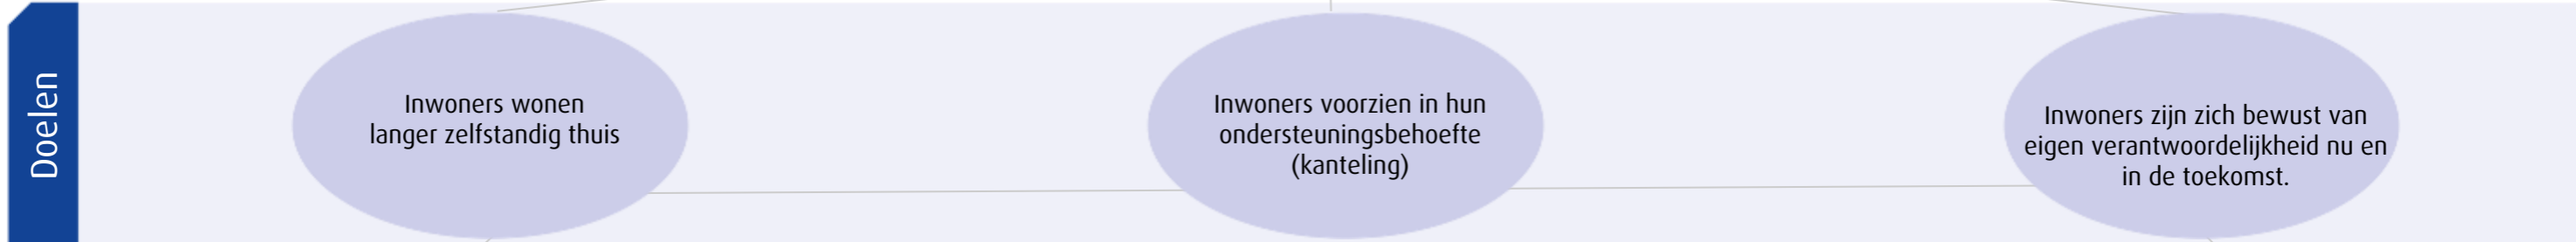 Doelen
Inwoners wonen
langer zelfstandig thuis
Inwoners voorzien in hun
ondersteuningsbehoefte
(kanteling)
Inwoners zijn zich bewust van
eigen verantwoordelijkheid nu en
in de toekomst.